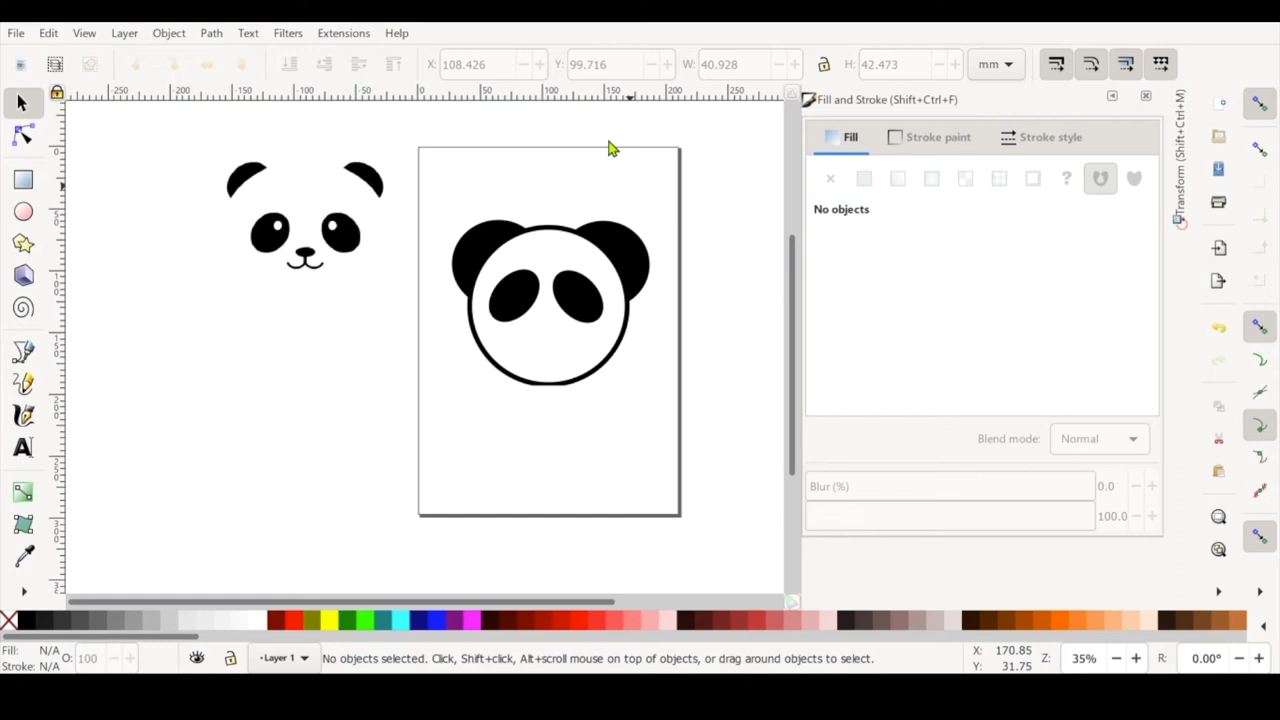 File Edit View Layer Object Path Text Filters Extensions Help
X: 108.426 Y: 99.716 W: 40.928 H: 42.473 mm
-250 -200 -150 -100 -50 0 50 100 150 200 250
Fill and Stroke (Shift+Ctrl+F)
Fill Stroke paint Stroke style
?
No objects
Transform (Shift+Ctrl+M)
Blend mode: Normal
Blur (%) 0.0
100.0
Fill: N/A
Stroke: N/A
O: 100
Layer 1
No objects selected. Click, Shift+click, Alt+scroll mouse on top of objects, or drag around objects to select.
X: 170.85
Y: 31.75
Z: 35%
R: 0.00°